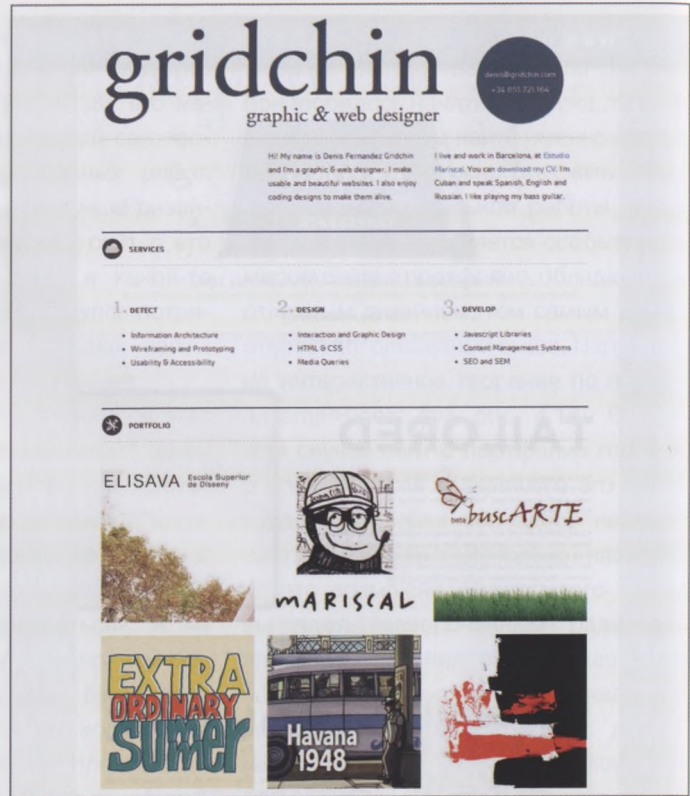 gridchin
graphic & web designer
denis@gridchin.com
+34 655.721.164
Hi! My name is Denis Fernandez Gridchin
and I'm a graphic & web designer. I make
usable and beautiful websites. I also enjoy
coding designs to make them alive.
I live and work in Barcelona, at Estudio
Mariscal. You can download my CV. I'm
Cuban and speak Spanish, English and
Russian. I like playing my bass guitar.
SERVICES
1. DETECT
• Information Architecture
• Wireframing and Prototyping
• Usability & Accessibility
2. DESIGN
• Interaction and Graphic Design
• HTML & CSS
• Media Queries
3. DEVELOP
• Javascript Libraries
• Content Management Systems
• SEO and SEM
PORTFOLIO
ELISAVA Escola Superior
de Disseny
MARISCAL
beta buscARTE
EXTRA
ORDINARY
SUMER
Havana
1948